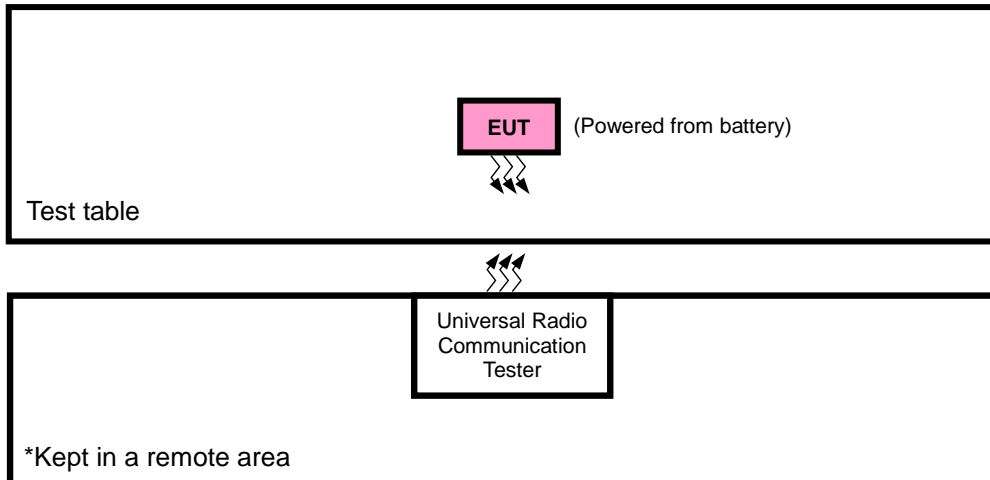 EUT
(Powered from battery)
Test table
Universal Radio
Communication
Tester
*Kept in a remote area